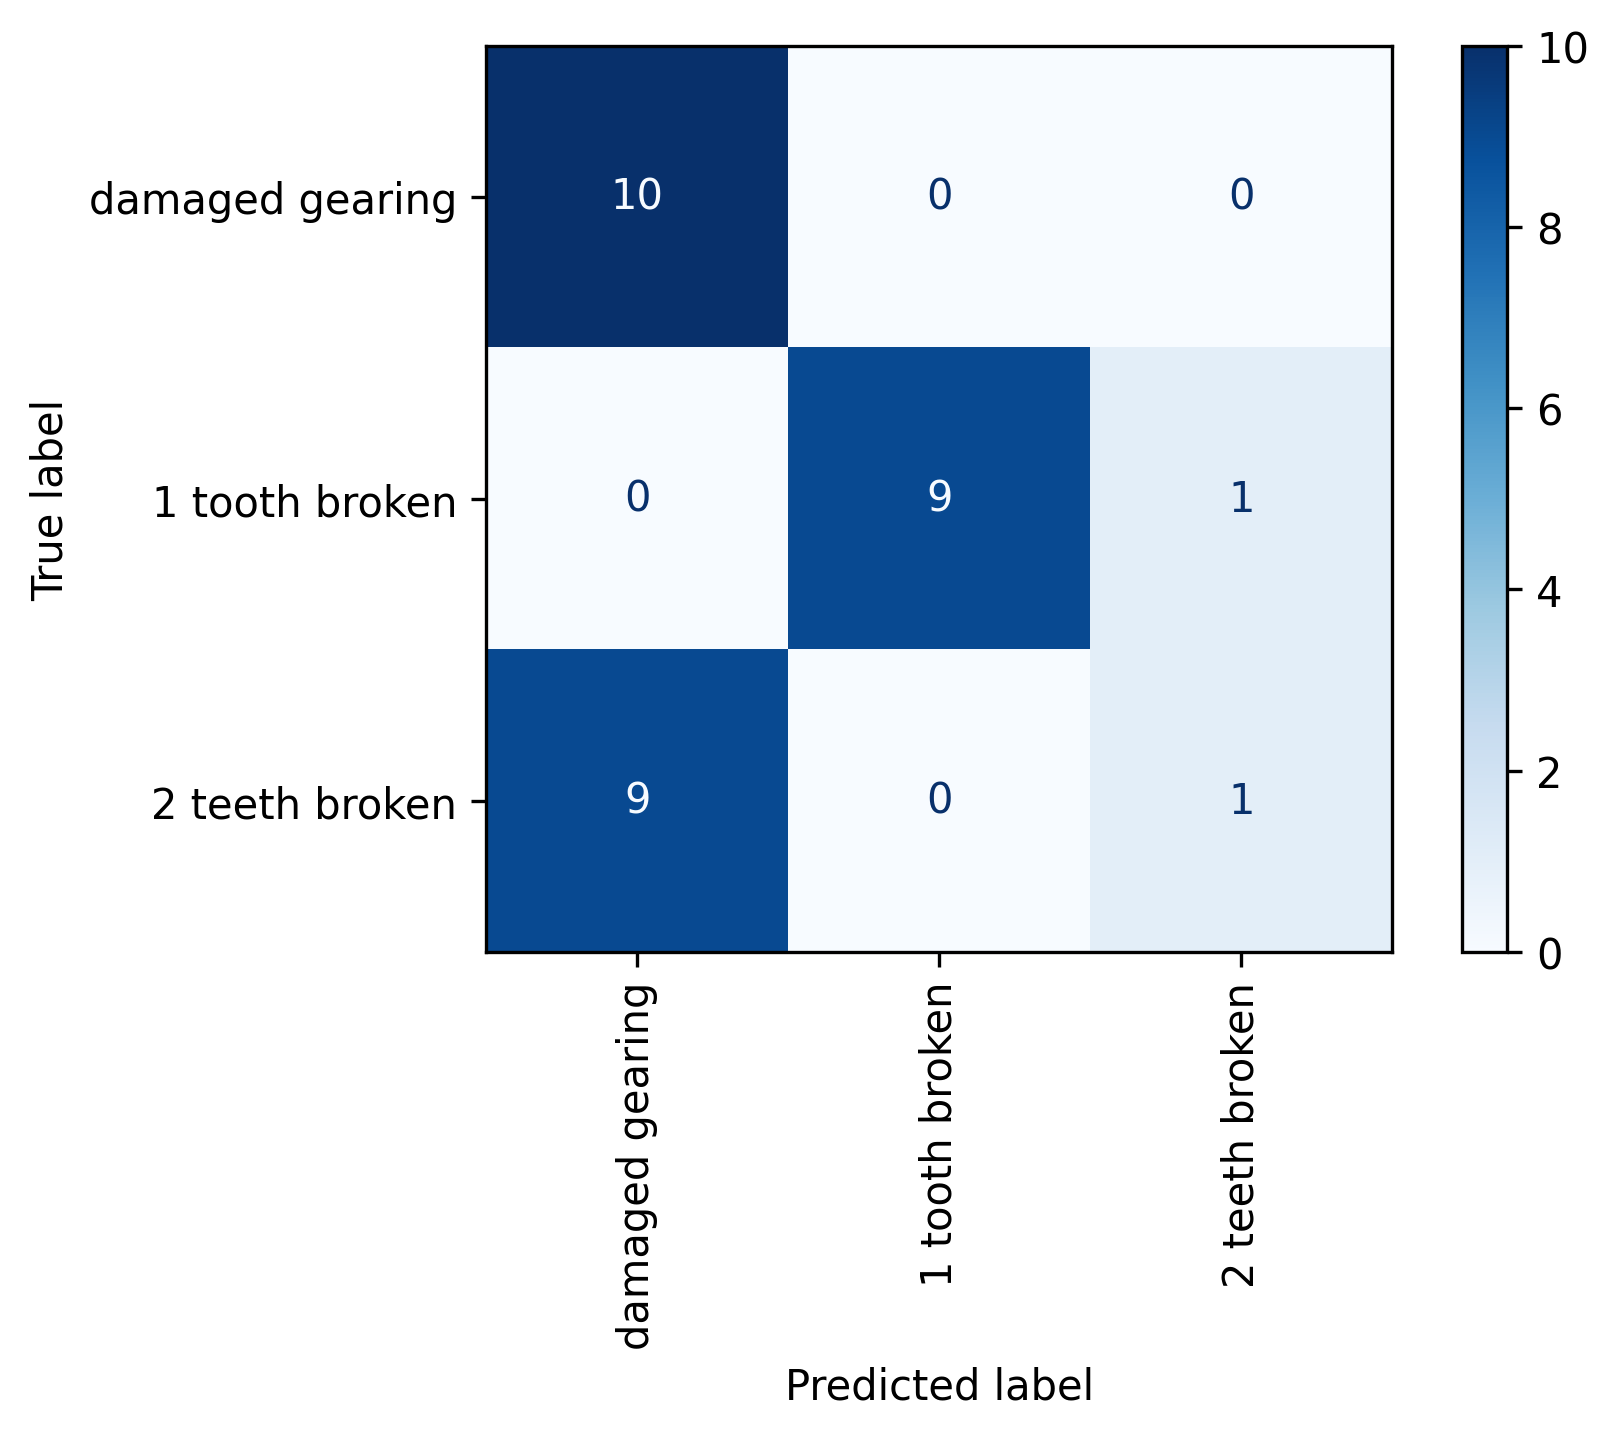 True label
damaged gearing 10 0 0
1 tooth broken 0 9 1
2 teeth broken 9 0 1
damaged gearing
1 tooth broken
2 teeth broken
Predicted label
10
8
6
4
2
0